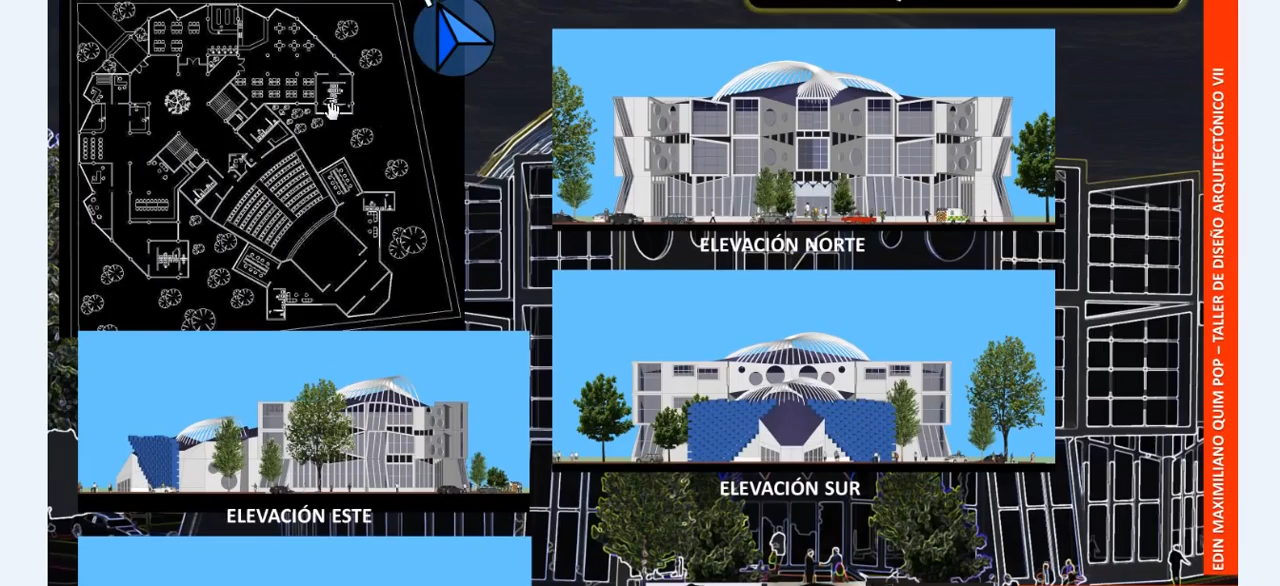 ELEVACIÓN NORTE
ELEVACIÓN SUR
ELEVACIÓN ESTE
EDIN MAXIMILIANO QUIM POP – TALLER DE DISEÑO ARQUITECTÓNICO VII